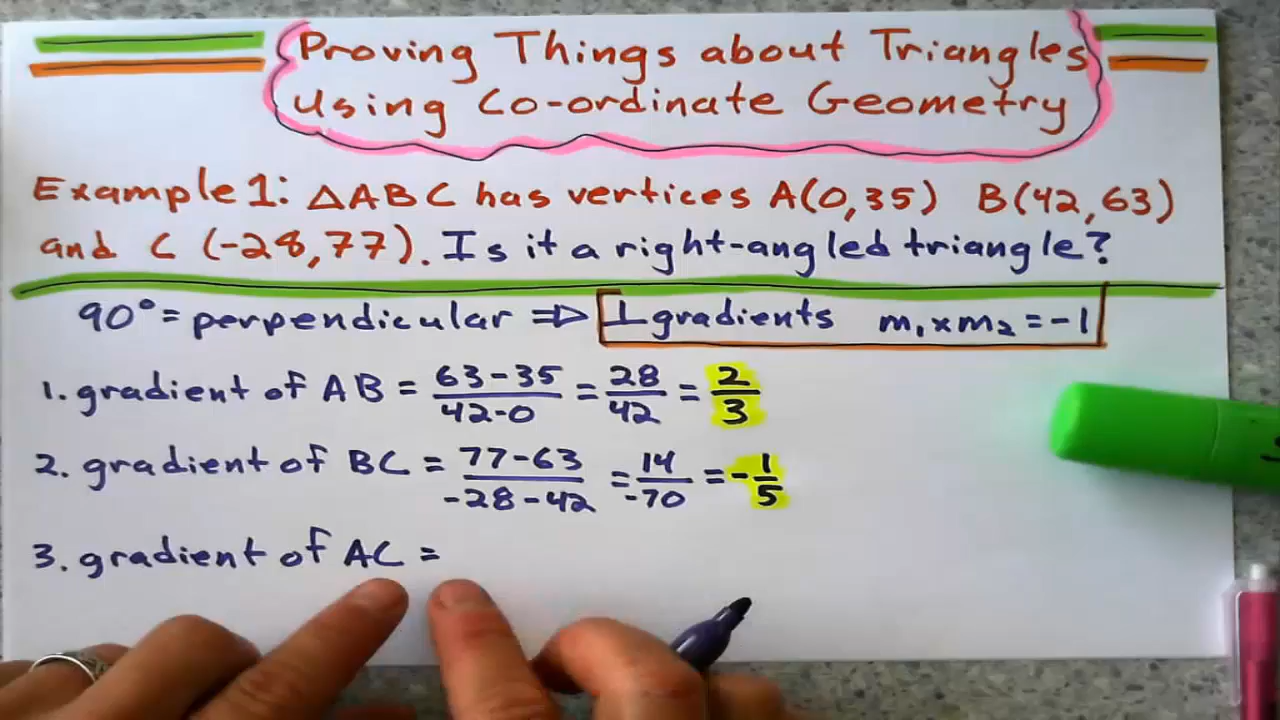 Proving Things about Triangles
Using Co-ordinate Geometry
Example 1: △ABC has vertices A(0,35) B(42,63)
and C (-28,77). Is it a right-angled triangle?
90° = perpendicular ⇒ ⊥ gradients m₁ x m₂ = -1
1. gradient of AB = 63-35/42-0 = 28/42 = 2/3
2. gradient of BC = 77-63/-28-42 = 14/-70 = -1/5
3. gradient of AC =